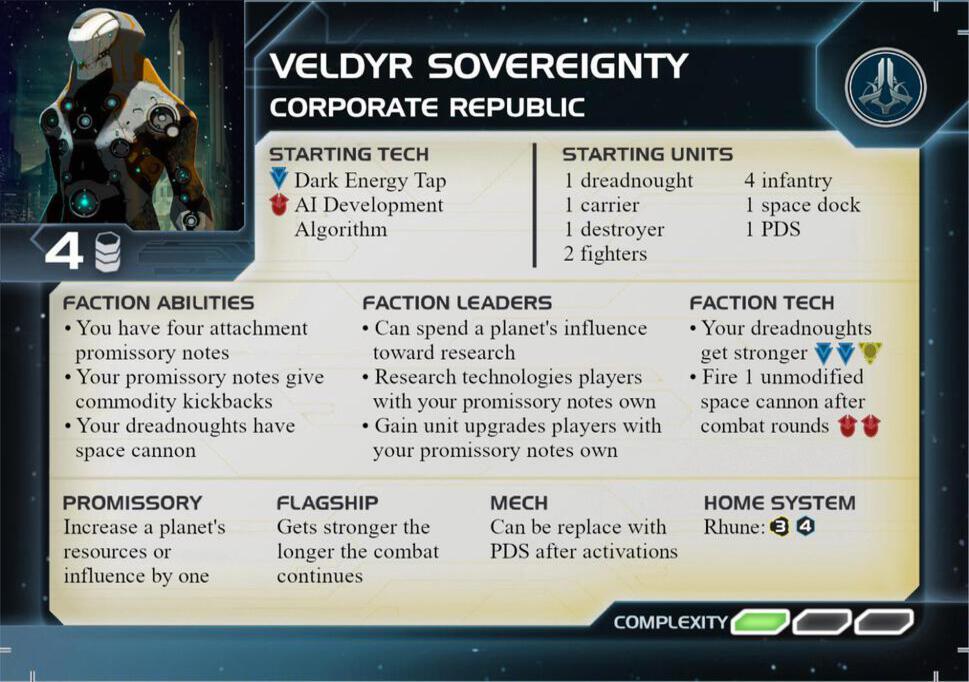 VELDYR SOVEREIGNTY
CORPORATE REPUBLIC
4
STARTING TECH
Dark Energy Tap
AI Development
Algorithm
STARTING UNITS
1 dreadnought
1 carrier
1 destroyer
2 fighters
4 infantry
1 space dock
1 PDS
FACTION ABILITIES
• You have four attachment
promissory notes
• Your promissory notes give
commodity kickbacks
• Your dreadnoughts have
space cannon
FACTION LEADERS
• Can spend a planet's influence
toward research
• Research technologies players
with your promissory notes own
• Gain unit upgrades players with
your promissory notes own
FACTION TECH
• Your dreadnoughts
get stronger
• Fire 1 unmodified
space cannon after
combat rounds
PROMISSORY
Increase a planet's
resources or
influence by one
FLAGSHIP
Gets stronger the
longer the combat
continues
MECH
Can be replace with
PDS after activations
HOME SYSTEM
Rhune: 3 4
COMPLEXITY